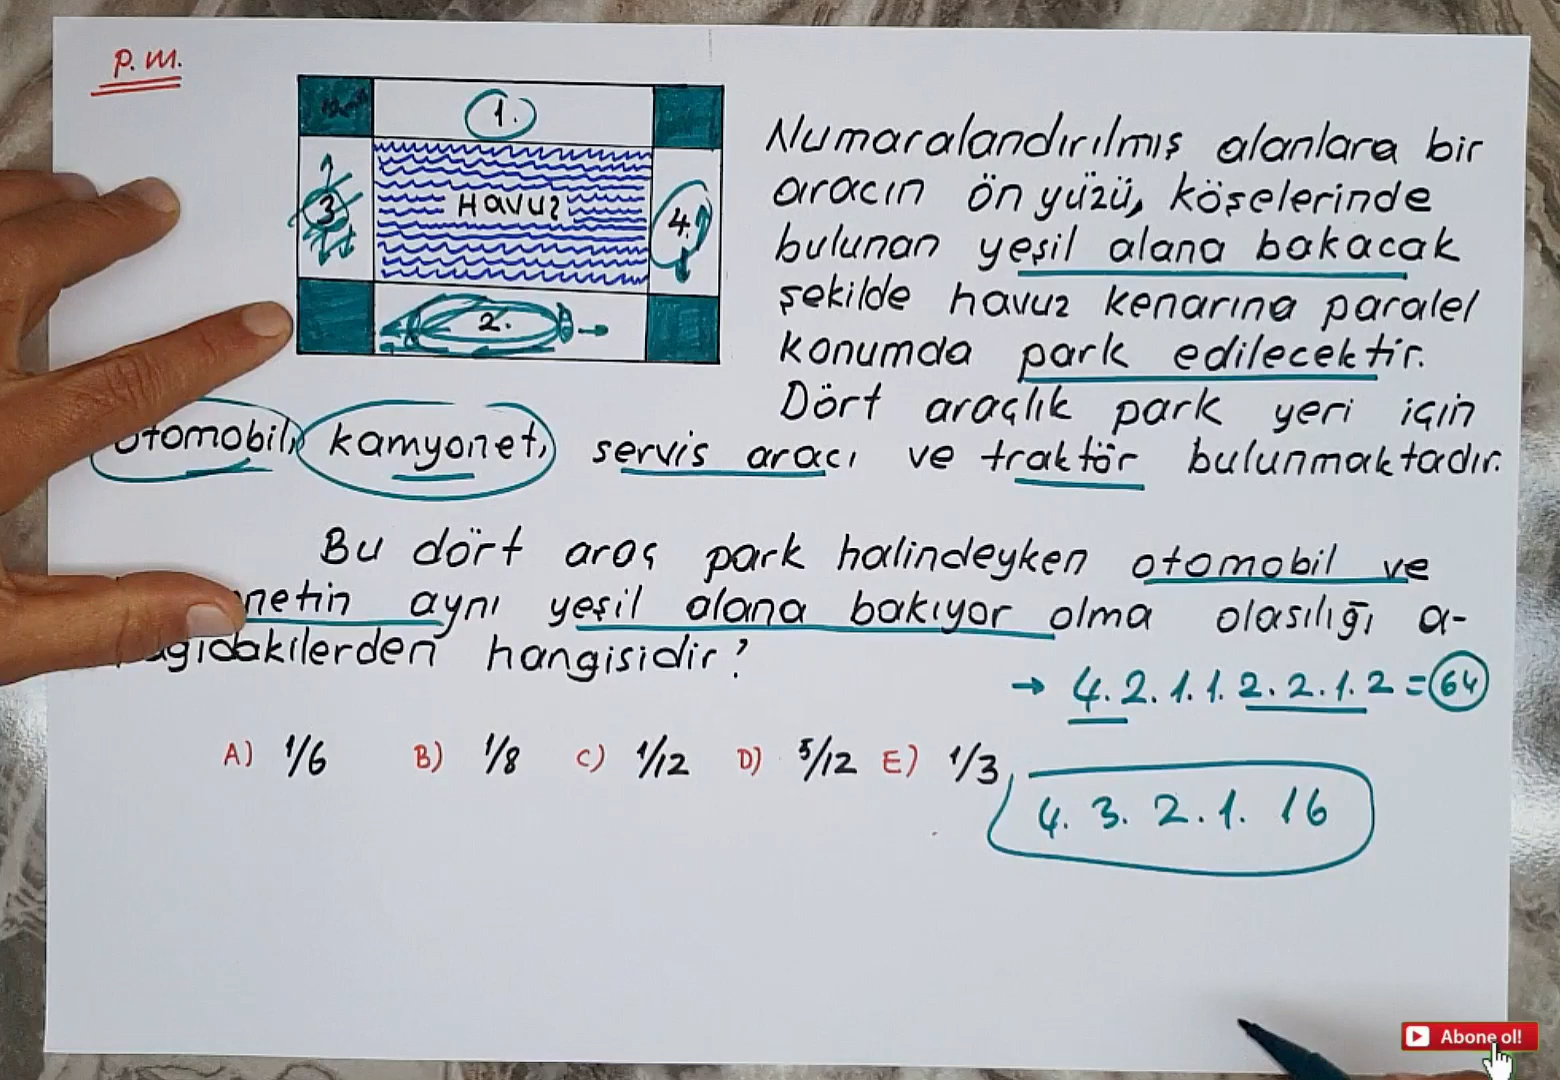 P.M.
1.
3
Havuz
4.
2.
Numaralandırılmış alanlara bir
aracın ön yüzü, köşelerinde
bulunan yeşil alana bakacak
şekilde havuz kenarına paralel
konumda park edilecektir.
Dört araçlık park yeri için
otomobil, kamyonet, servis aracı ve traktör bulunmaktadır.
Bu dört araç park halindeyken otomobil ve
netin aynı yeşil alana bakıyor olma olasılığı a-
ğıdakilerden hangisidir?
→ 4.2.1.1.2.2.1.2 = 64
A) 1/6 B) 1/8 C) 1/12 D) 5/12 E) 1/3
4. 3. 2. 1. 16
Abone ol!